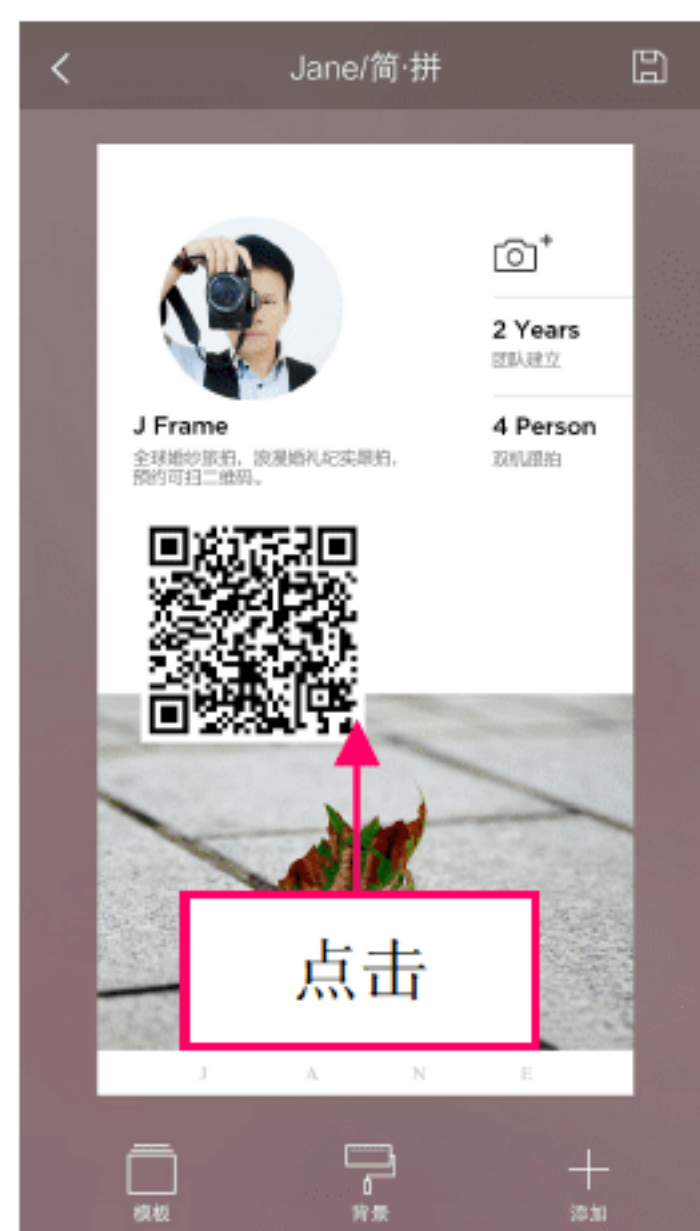 Jane/简·拼
2 Years
团队建立
J Frame
全球婚纱旅拍，浪漫婚礼纪实跟拍，
预约可扫二维码。
4 Person
双机跟拍
点击
J A N E
模板 背景 添加